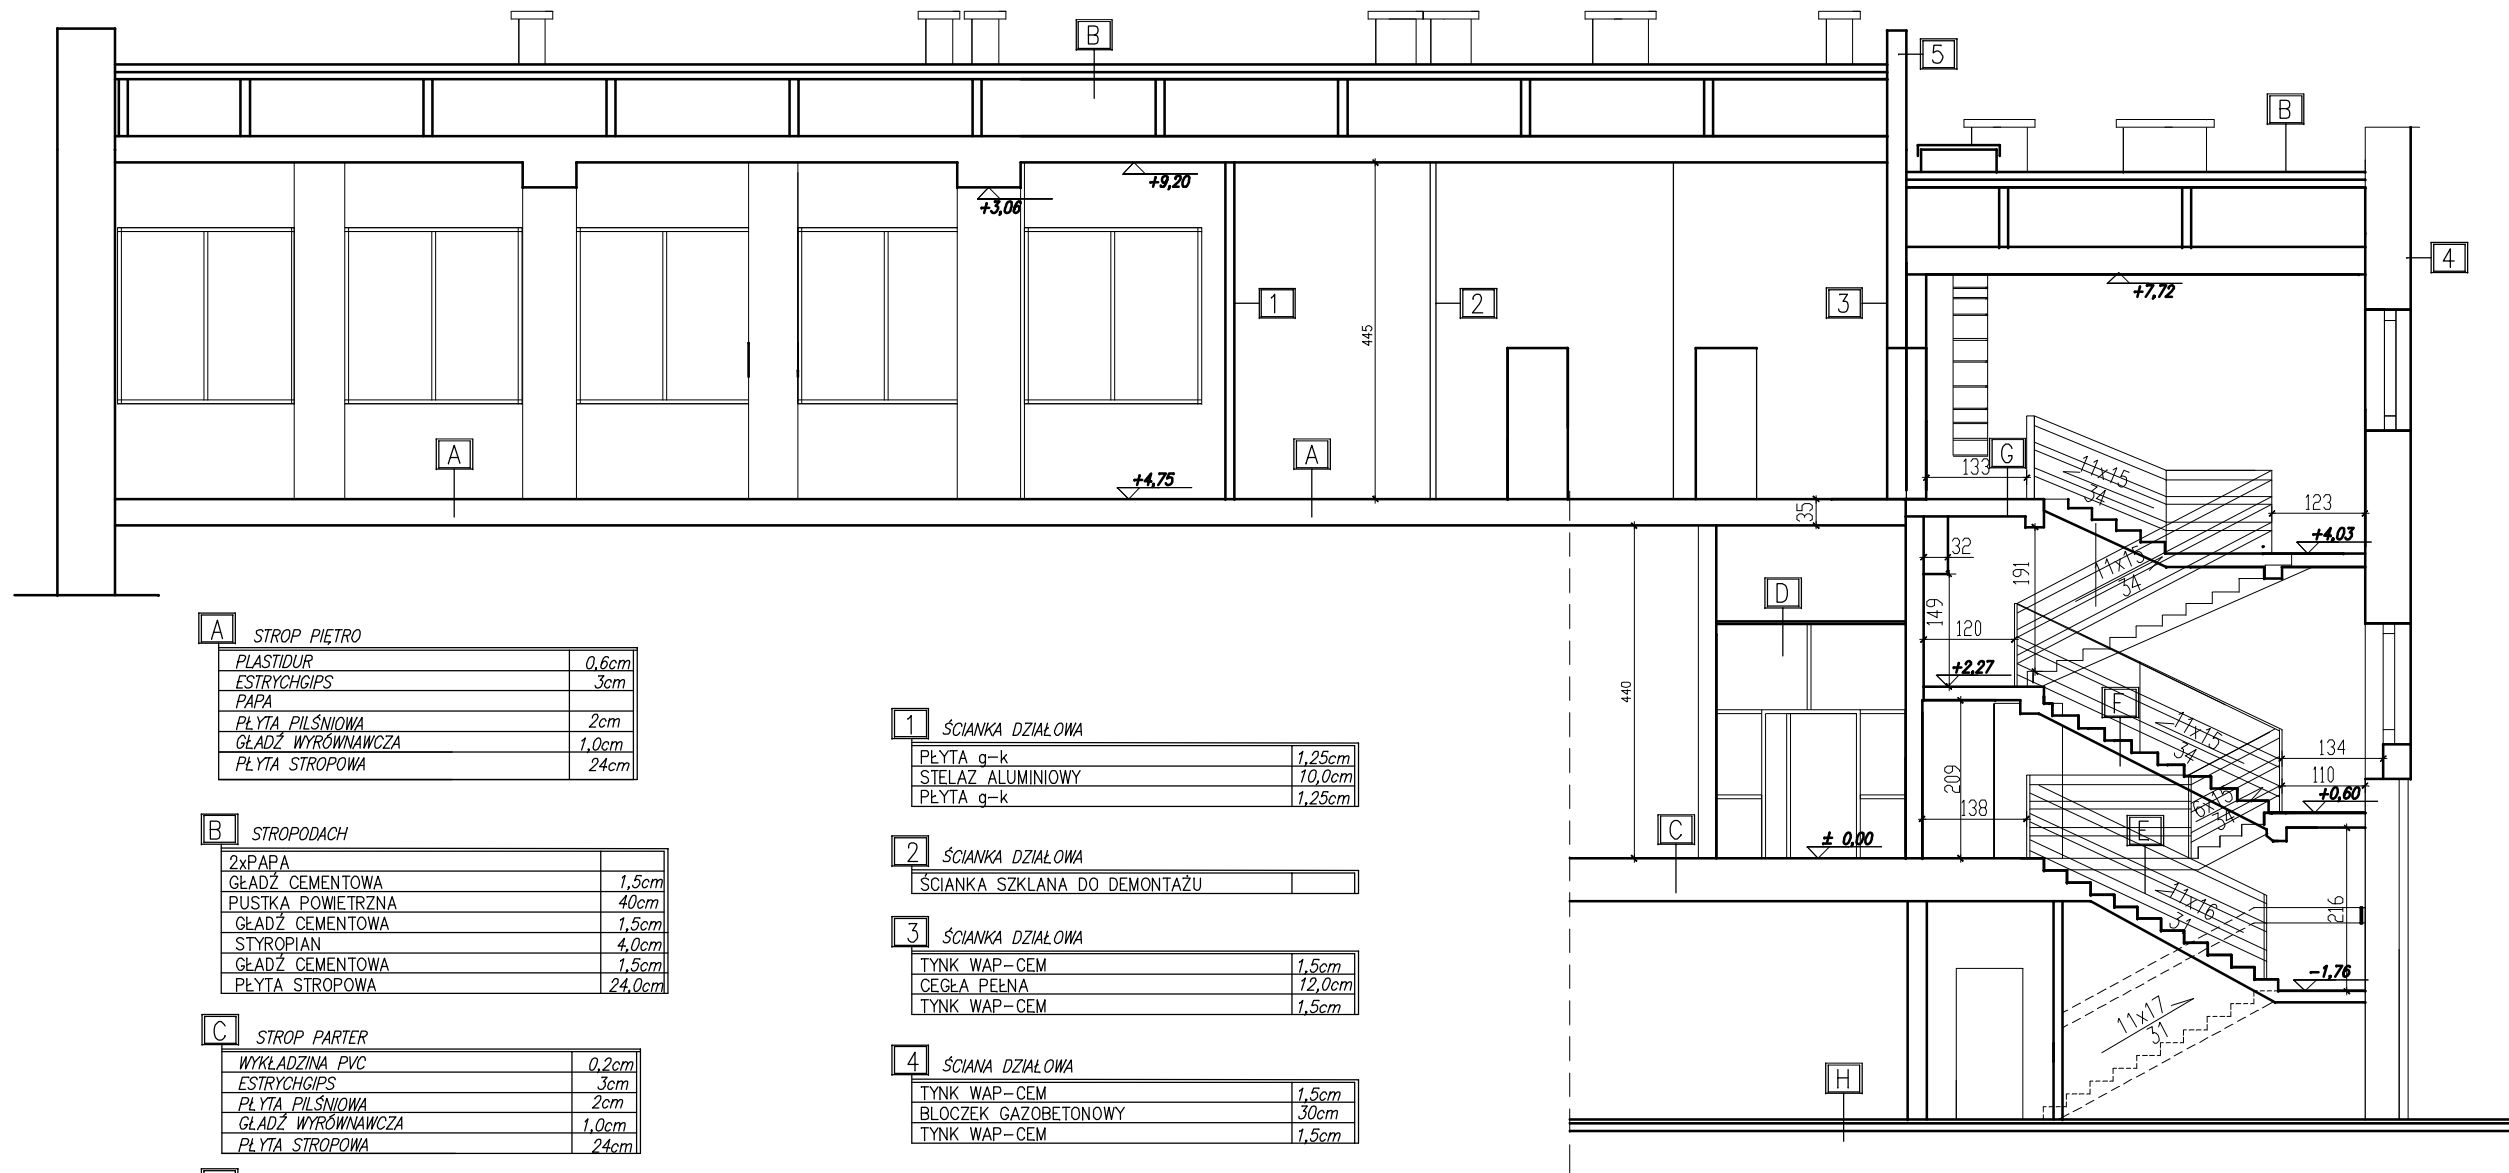 B
5
B
+9,20
+3,06
4
+7,72
1
2
3
445
A
A
G
133
11x15
34
+4,75
35
123
+4,03
32
191
11x15
34
D
149
120
+2,27
440
F
11x15
34
134
209
110
138
6x15
34
+0,60
C
E
± 0,00
11x16
31
216
-1,76
11x17
31
H
A STROP PIĘTRO
PLASTIDUR 0,6cm
ESTRYCHGIPS 3cm
PAPA
PŁYTA PILŚNIOWA 2cm
GŁADŹ WYRÓWNAWCZA 1,0cm
PŁYTA STROPOWA 24cm
B STROPODACH
2xPAPA
GŁADŹ CEMENTOWA 1,5cm
PUSTKA POWIETRZNA 40cm
GŁADŹ CEMENTOWA 1,5cm
STYROPIAN 4,0cm
GŁADŹ CEMENTOWA 1,5cm
PŁYTA STROPOWA 24,0cm
C STROP PARTER
WYKŁADZINA PVC 0,2cm
ESTRYCHGIPS 3cm
PŁYTA PILŚNIOWA 2cm
GŁADŹ WYRÓWNAWCZA 1,0cm
PŁYTA STROPOWA 24cm
1 ŚCIANKA DZIAŁOWA
PŁYTA g-k 1,25cm
STELAZ ALUMINIOWY 10,0cm
PŁYTA g-k 1,25cm
2 ŚCIANKA DZIAŁOWA
ŚCIANKA SZKLANA DO DEMONTAŻU
3 ŚCIANKA DZIAŁOWA
TYNK WAP-CEM 1,5cm
CEGŁA PEŁNA 12,0cm
TYNK WAP-CEM 1,5cm
4 ŚCIANA DZIAŁOWA
TYNK WAP-CEM 1,5cm
BLOCZEK GAZOBETONOWY 30cm
TYNK WAP-CEM 1,5cm